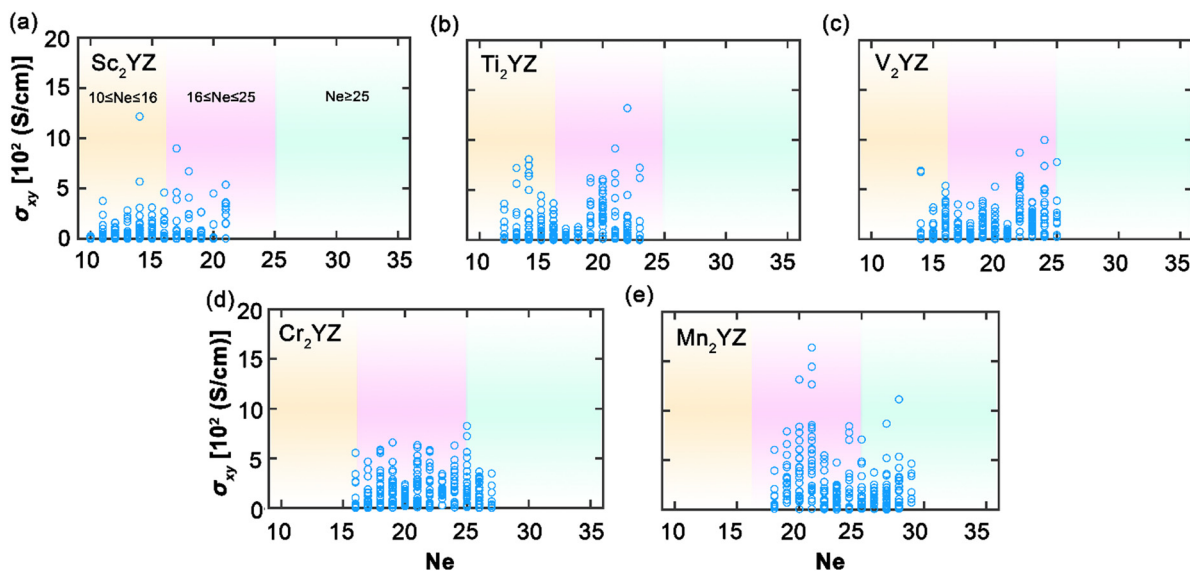 (a)
20
15
10
5
0
σxy [10² (S/cm)]
Sc₂YZ
10≤Ne≤16
16≤Ne≤25
Ne≥25
10 15 20 25 30 35
(b)
Ti₂YZ
10 15 20 25 30 35
(c)
V₂YZ
10 15 20 25 30 35
(d)
20
15
10
5
0
σxy [10² (S/cm)]
Cr₂YZ
10 15 20 25 30 35
Ne
(e)
Mn₂YZ
10 15 20 25 30 35
Ne